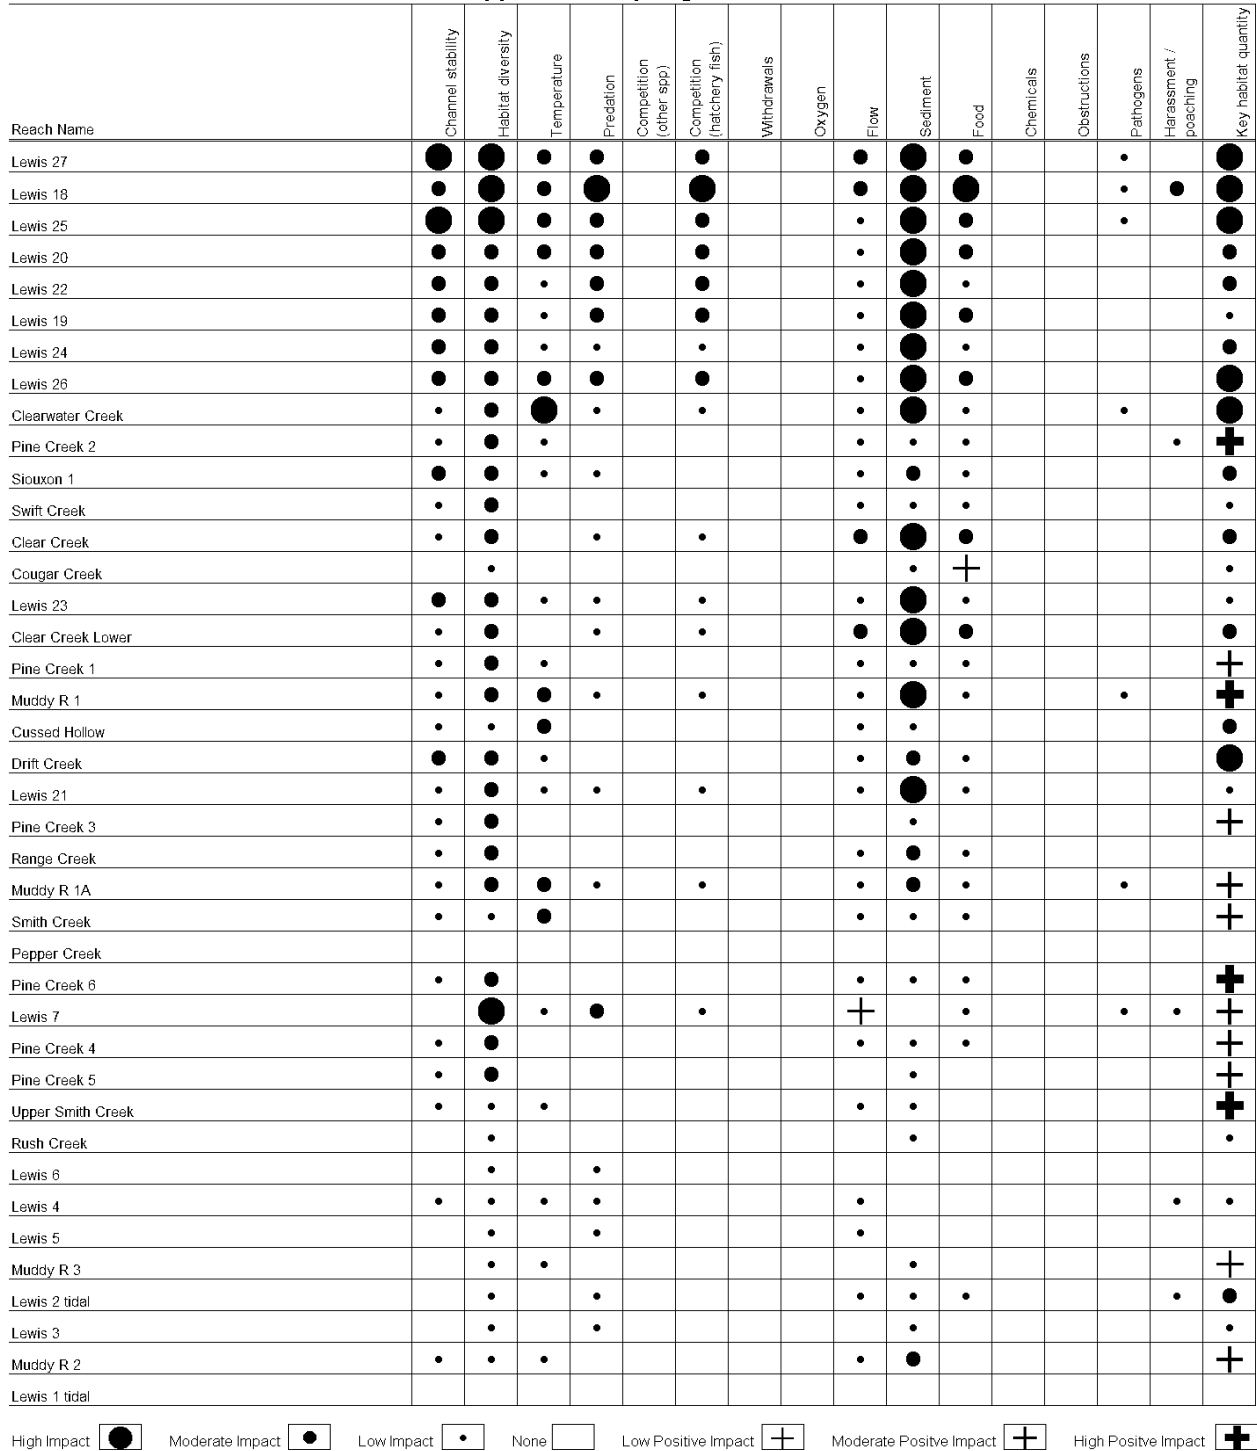 Reach Name
Channel stability
Habitat diversity
Temperature
Predation
Competition
(other spp)
Competition
(hatchery fish)
Withdrawals
Oxygen
Flow
Sediment
Food
Chemicals
Obstructions
Pathogens
Harassment /
poaching
Key habitat quantity
Lewis 27
Lewis 18
Lewis 25
Lewis 20
Lewis 22
Lewis 19
Lewis 24
Lewis 26
Clearwater Creek
Pine Creek 2
Siouxon 1
Swift Creek
Clear Creek
Cougar Creek
Lewis 23
Clear Creek Lower
Pine Creek 1
Muddy R 1
Cussed Hollow
Drift Creek
Lewis 21
Pine Creek 3
Range Creek
Muddy R 1A
Smith Creek
Pepper Creek
Pine Creek 6
Lewis 7
Pine Creek 4
Pine Creek 5
Upper Smith Creek
Rush Creek
Lewis 6
Lewis 4
Lewis 5
Muddy R 3
Lewis 2 tidal
Lewis 3
Muddy R 2
Lewis 1 tidal
High Impact Moderate Impact Low Impact None Low Positive Impact Moderate Positve Impact High Positve Impact